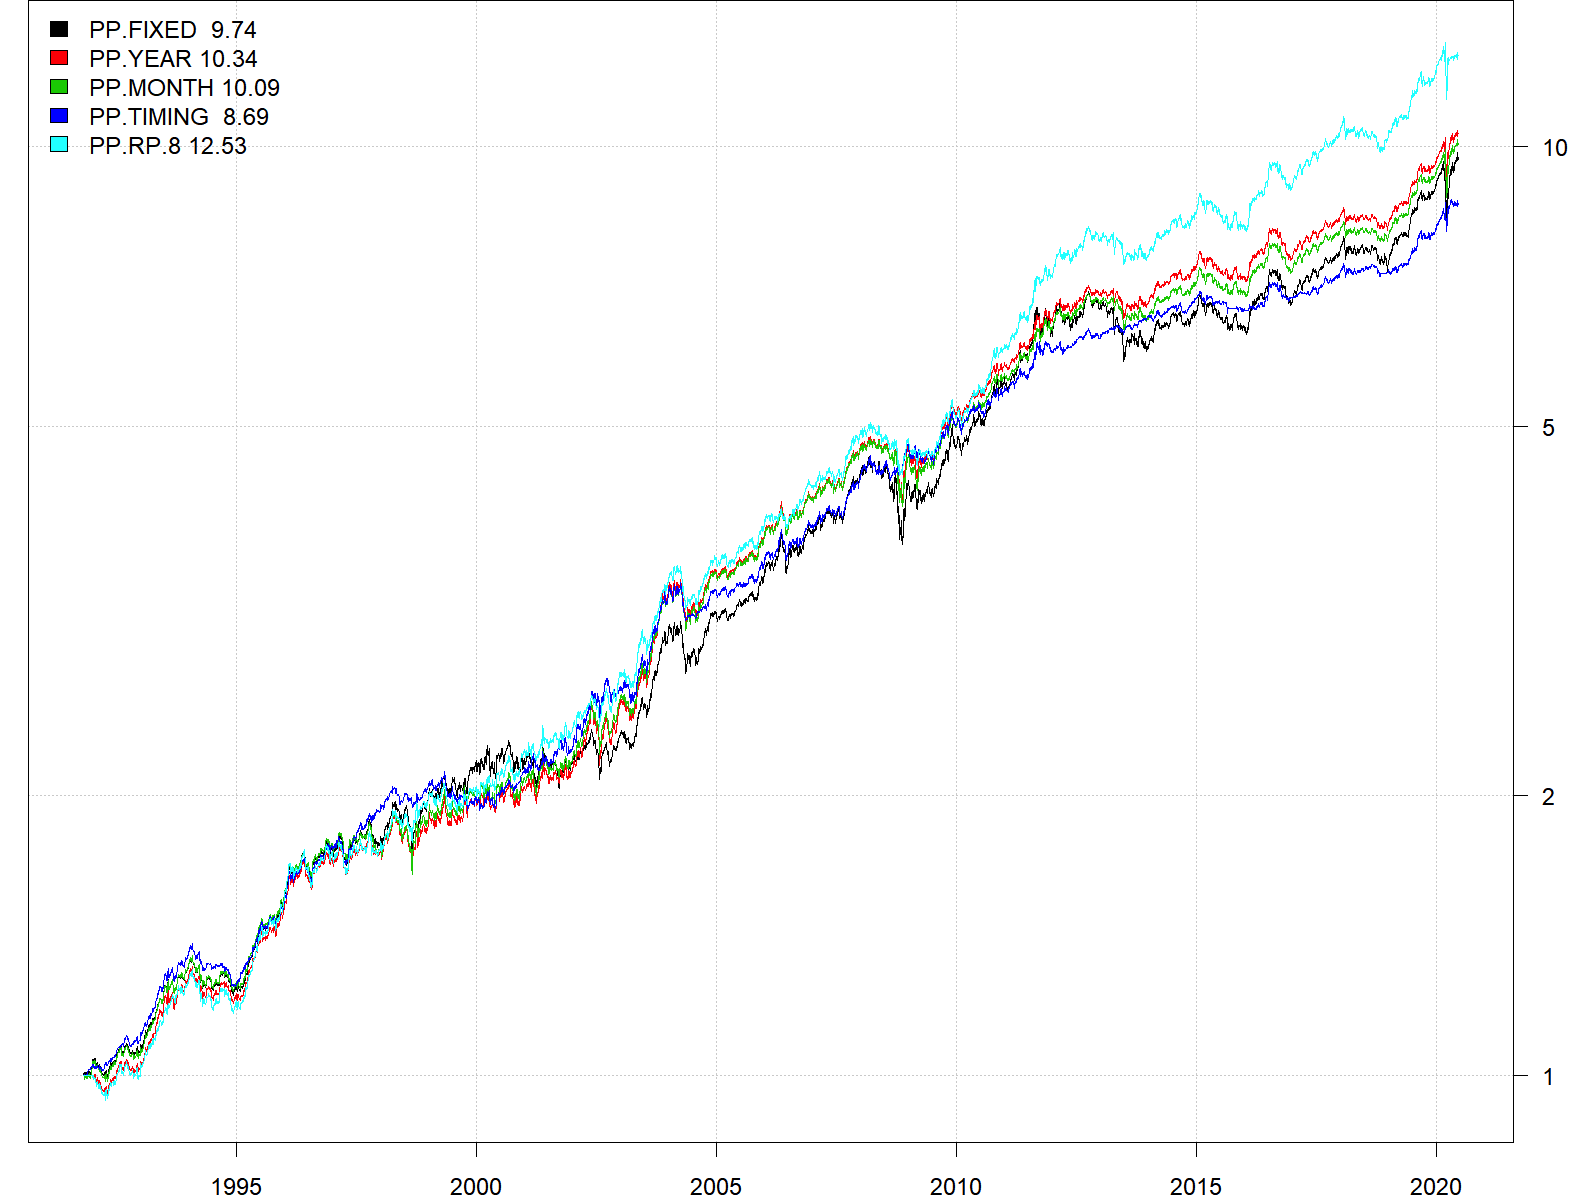 PP.FIXED 9.74
PP.YEAR 10.34
PP.MONTH 10.09
PP.TIMING 8.69
PP.RP.8 12.53
10
5
2
1
1995 2000 2005 2010 2015 2020